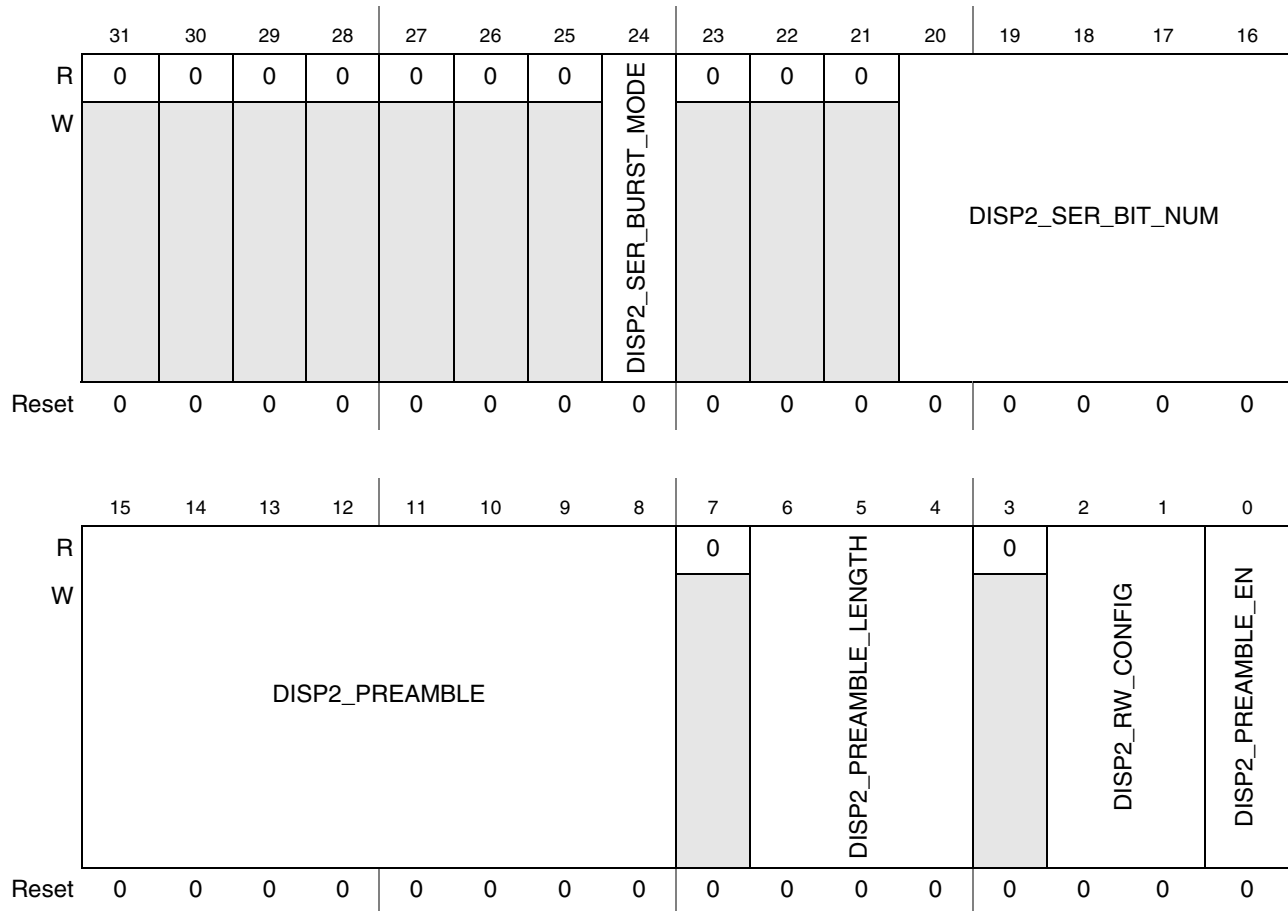 31 30 29 28 27 26 25 24 23 22 21 20 19 18 17 16
R 0 0 0 0 0 0 0 DISP2_SER_BURST_MODE 0 0 0 DISP2_SER_BIT_NUM
W
Reset 0 0 0 0 0 0 0 0 0 0 0 0 0 0 0 0
15 14 13 12 11 10 9 8 7 6 5 4 3 2 1 0
R DISP2_PREAMBLE 0 DISP2_PREAMBLE_LENGTH 0 DISP2_RW_CONFIG DISP2_PREAMBLE_EN
W
Reset 0 0 0 0 0 0 0 0 0 0 0 0 0 0 0 0